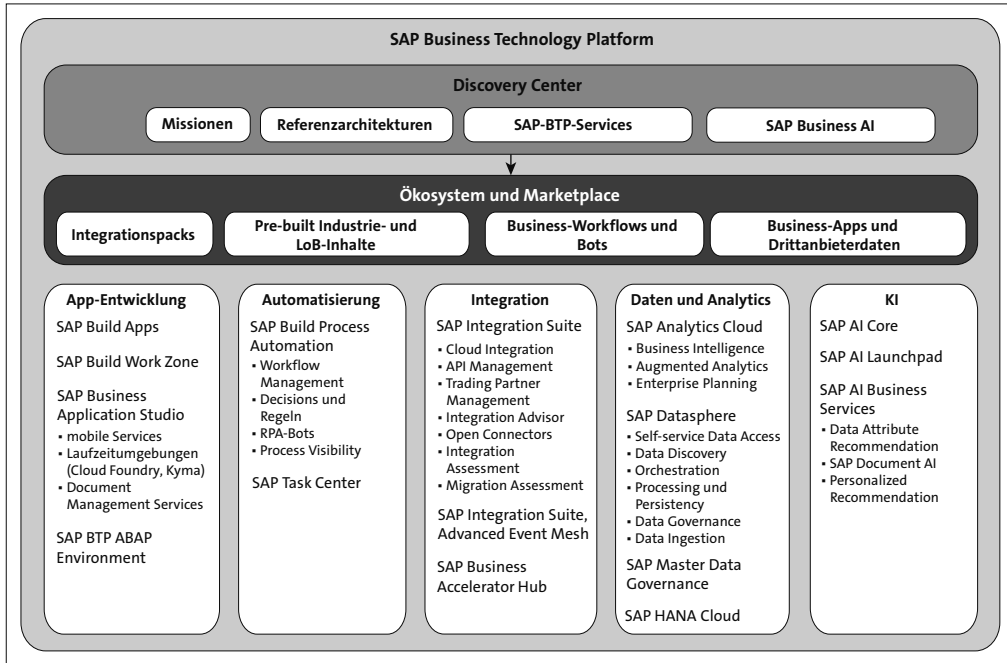 SAP Business Technology Platform
Discovery Center
Missionen
Referenzarchitekturen
SAP-BTP-Services
SAP Business AI
Ökosystem und Marketplace
Integrationspacks
Pre-built Industrie- und
LoB-Inhalte
Business-Workflows und
Bots
Business-Apps und
Drittanbieterdaten
App-Entwicklung
SAP Build Apps
SAP Build Work Zone
SAP Business
Application Studio
▪ mobile Services
▪ Laufzeitumgebungen
(Cloud Foundry, Kyma)
▪ Document
Management Services
SAP BTP ABAP
Environment
Automatisierung
SAP Build Process
Automation
▪ Workflow
Management
▪ Decisions und
Regeln
▪ RPA-Bots
▪ Process Visibility
SAP Task Center
Integration
SAP Integration Suite
▪ Cloud Integration
▪ API Management
▪ Trading Partner
Management
▪ Integration Advisor
▪ Open Connectors
▪ Integration
Assessment
▪ Migration Assessment
SAP Integration Suite,
Advanced Event Mesh
SAP Business
Accelerator Hub
Daten und Analytics
SAP Analytics Cloud
▪ Business Intelligence
▪ Augmented Analytics
▪ Enterprise Planning
SAP Datasphere
▪ Self-service Data Access
▪ Data Discovery
▪ Orchestration
▪ Processing und
Persistency
▪ Data Governance
▪ Data Ingestion
SAP Master Data
Governance
SAP HANA Cloud
KI
SAP AI Core
SAP AI Launchpad
SAP AI Business
Services
▪ Data Attribute
Recommendation
▪ SAP Document AI
▪ Personalized
Recommendation